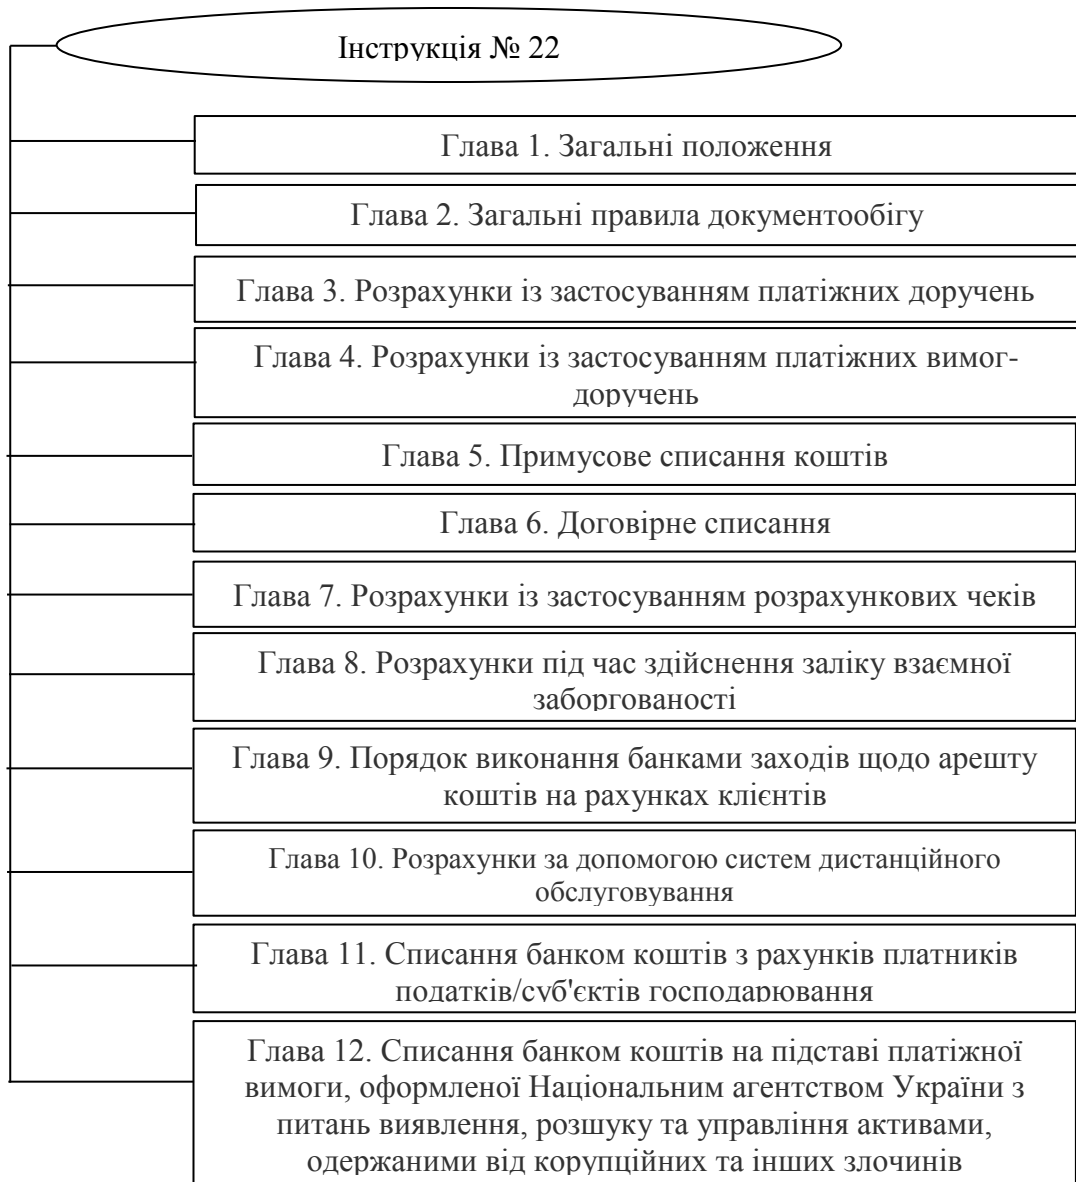 Інструкція № 22
Глава 1. Загальні положення
Глава 2. Загальні правила документообігу
Глава 3. Розрахунки із застосуванням платіжних доручень
Глава 4. Розрахунки із застосуванням платіжних вимог-
доручень
Глава 5. Примусове списання коштів
Глава 6. Договірне списання
Глава 7. Розрахунки із застосуванням розрахункових чеків
Глава 8. Розрахунки під час здійснення заліку взаємної
заборгованості
Глава 9. Порядок виконання банками заходів щодо арешту
коштів на рахунках клієнтів
Глава 10. Розрахунки за допомогою систем дистанційного
обслуговування
Глава 11. Списання банком коштів з рахунків платників
податків/суб'єктів господарювання
Глава 12. Списання банком коштів на підставі платіжної
вимоги, оформленої Національним агентством України з
питань виявлення, розшуку та управління активами,
одержаними від корупційних та інших злочинів